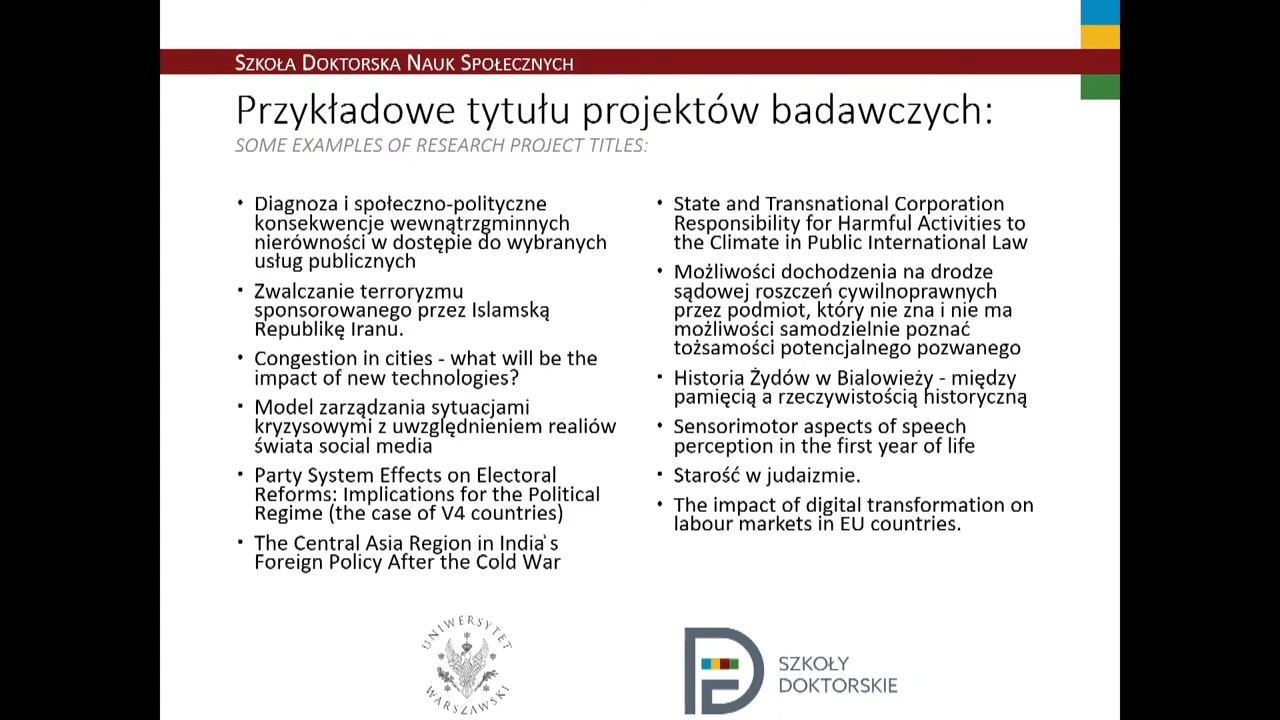 Szkoła Doktorska Nauk Społecznych
Przykładowe tytułu projektów badawczych:
SOME EXAMPLES OF RESEARCH PROJECT TITLES:
• Diagnoza i społeczno-polityczne
konsekwencje wewnątrzgminnych
nierówności w dostępie do wybranych
usług publicznych
• Zwalczanie terroryzmu
sponsorowanego przez Islamską
Republikę Iranu.
• Congestion in cities - what will be the
impact of new technologies?
• Model zarządzania sytuacjami
kryzysowymi z uwzględnieniem realiów
świata social media
• Party System Effects on Electoral
Reforms: Implications for the Political
Regime (the case of V4 countries)
• The Central Asia Region in India's
Foreign Policy After the Cold War
• State and Transnational Corporation
Responsibility for Harmful Activities to
the Climate in Public International Law
• Możliwości dochodzenia na drodze
sądowej roszczeń cywilnoprawnych
przez podmiot, który nie zna i nie ma
możliwości samodzielnie poznać
tożsamości potencjalnego pozwanego
• Historia Żydów w Bialowieży - między
pamięcią a rzeczywistością historyczną
• Sensorimotor aspects of speech
perception in the first year of life
• Starość w judaizmie.
• The impact of digital transformation on
labour markets in EU countries.
UNIWERSYTET
WARSZAWSKI
SZKOŁY
DOKTORSKIE